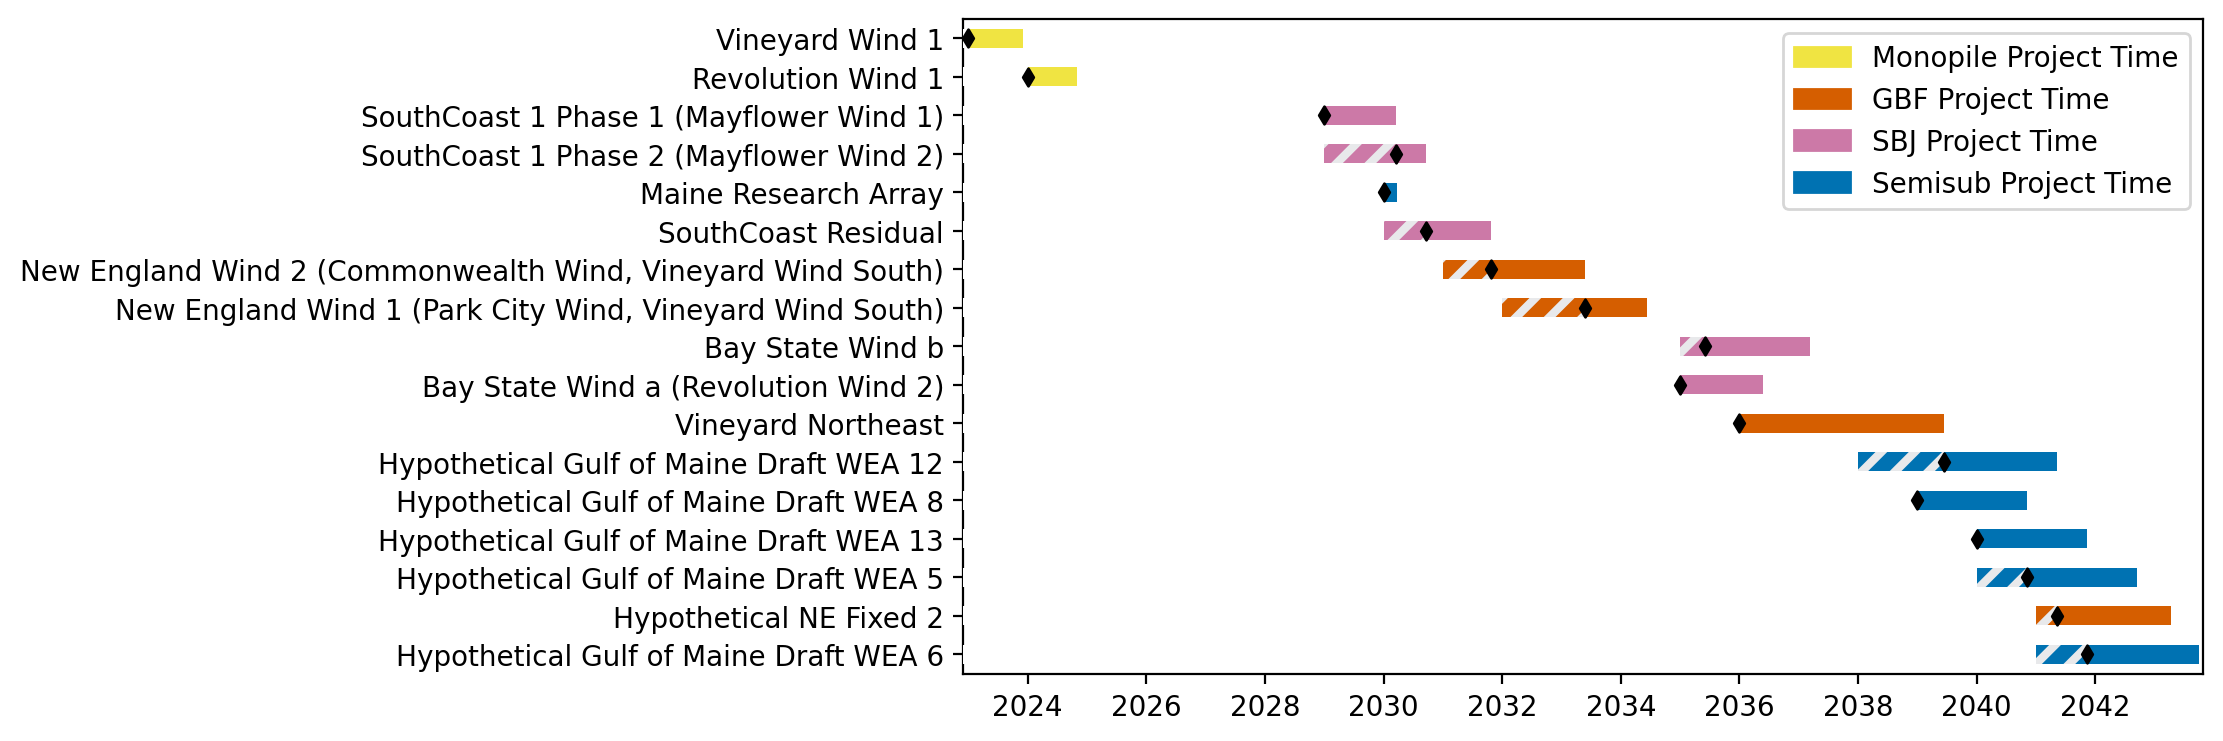 Vineyard Wind 1
Revolution Wind 1
SouthCoast 1 Phase 1 (Mayflower Wind 1)
SouthCoast 1 Phase 2 (Mayflower Wind 2)
Maine Research Array
SouthCoast Residual
New England Wind 2 (Commonwealth Wind, Vineyard Wind South)
New England Wind 1 (Park City Wind, Vineyard Wind South)
Bay State Wind b
Bay State Wind a (Revolution Wind 2)
Vineyard Northeast
Hypothetical Gulf of Maine Draft WEA 12
Hypothetical Gulf of Maine Draft WEA 8
Hypothetical Gulf of Maine Draft WEA 13
Hypothetical Gulf of Maine Draft WEA 5
Hypothetical NE Fixed 2
Hypothetical Gulf of Maine Draft WEA 6
Monopile Project Time
GBF Project Time
SBJ Project Time
Semisub Project Time
2024 2026 2028 2030 2032 2034 2036 2038 2040 2042